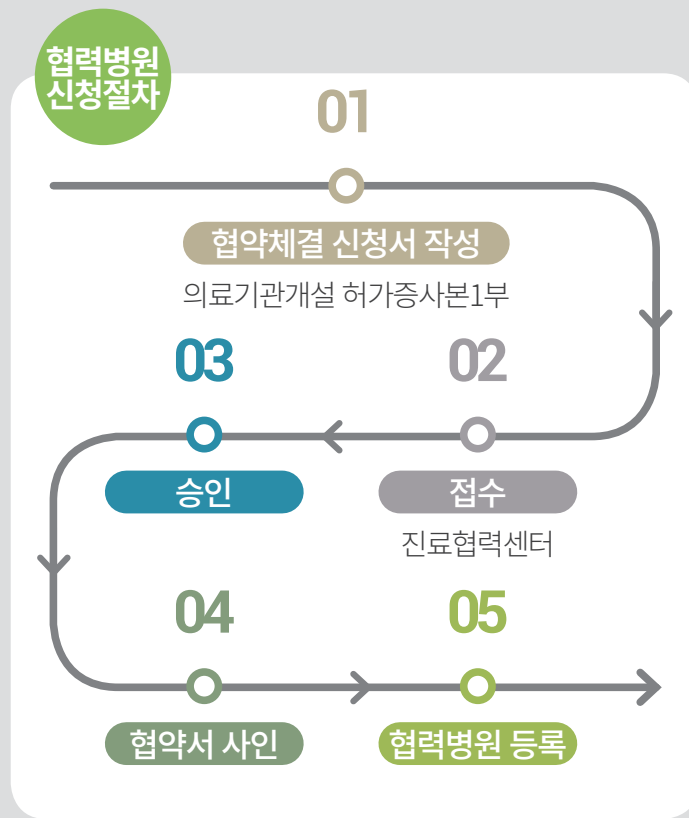 협력병원
신청절차
01
협약체결 신청서 작성
의료기관개설 허가증사본1부
02
접수
진료협력센터
03
승인
04
협약서 사인
05
협력병원 등록